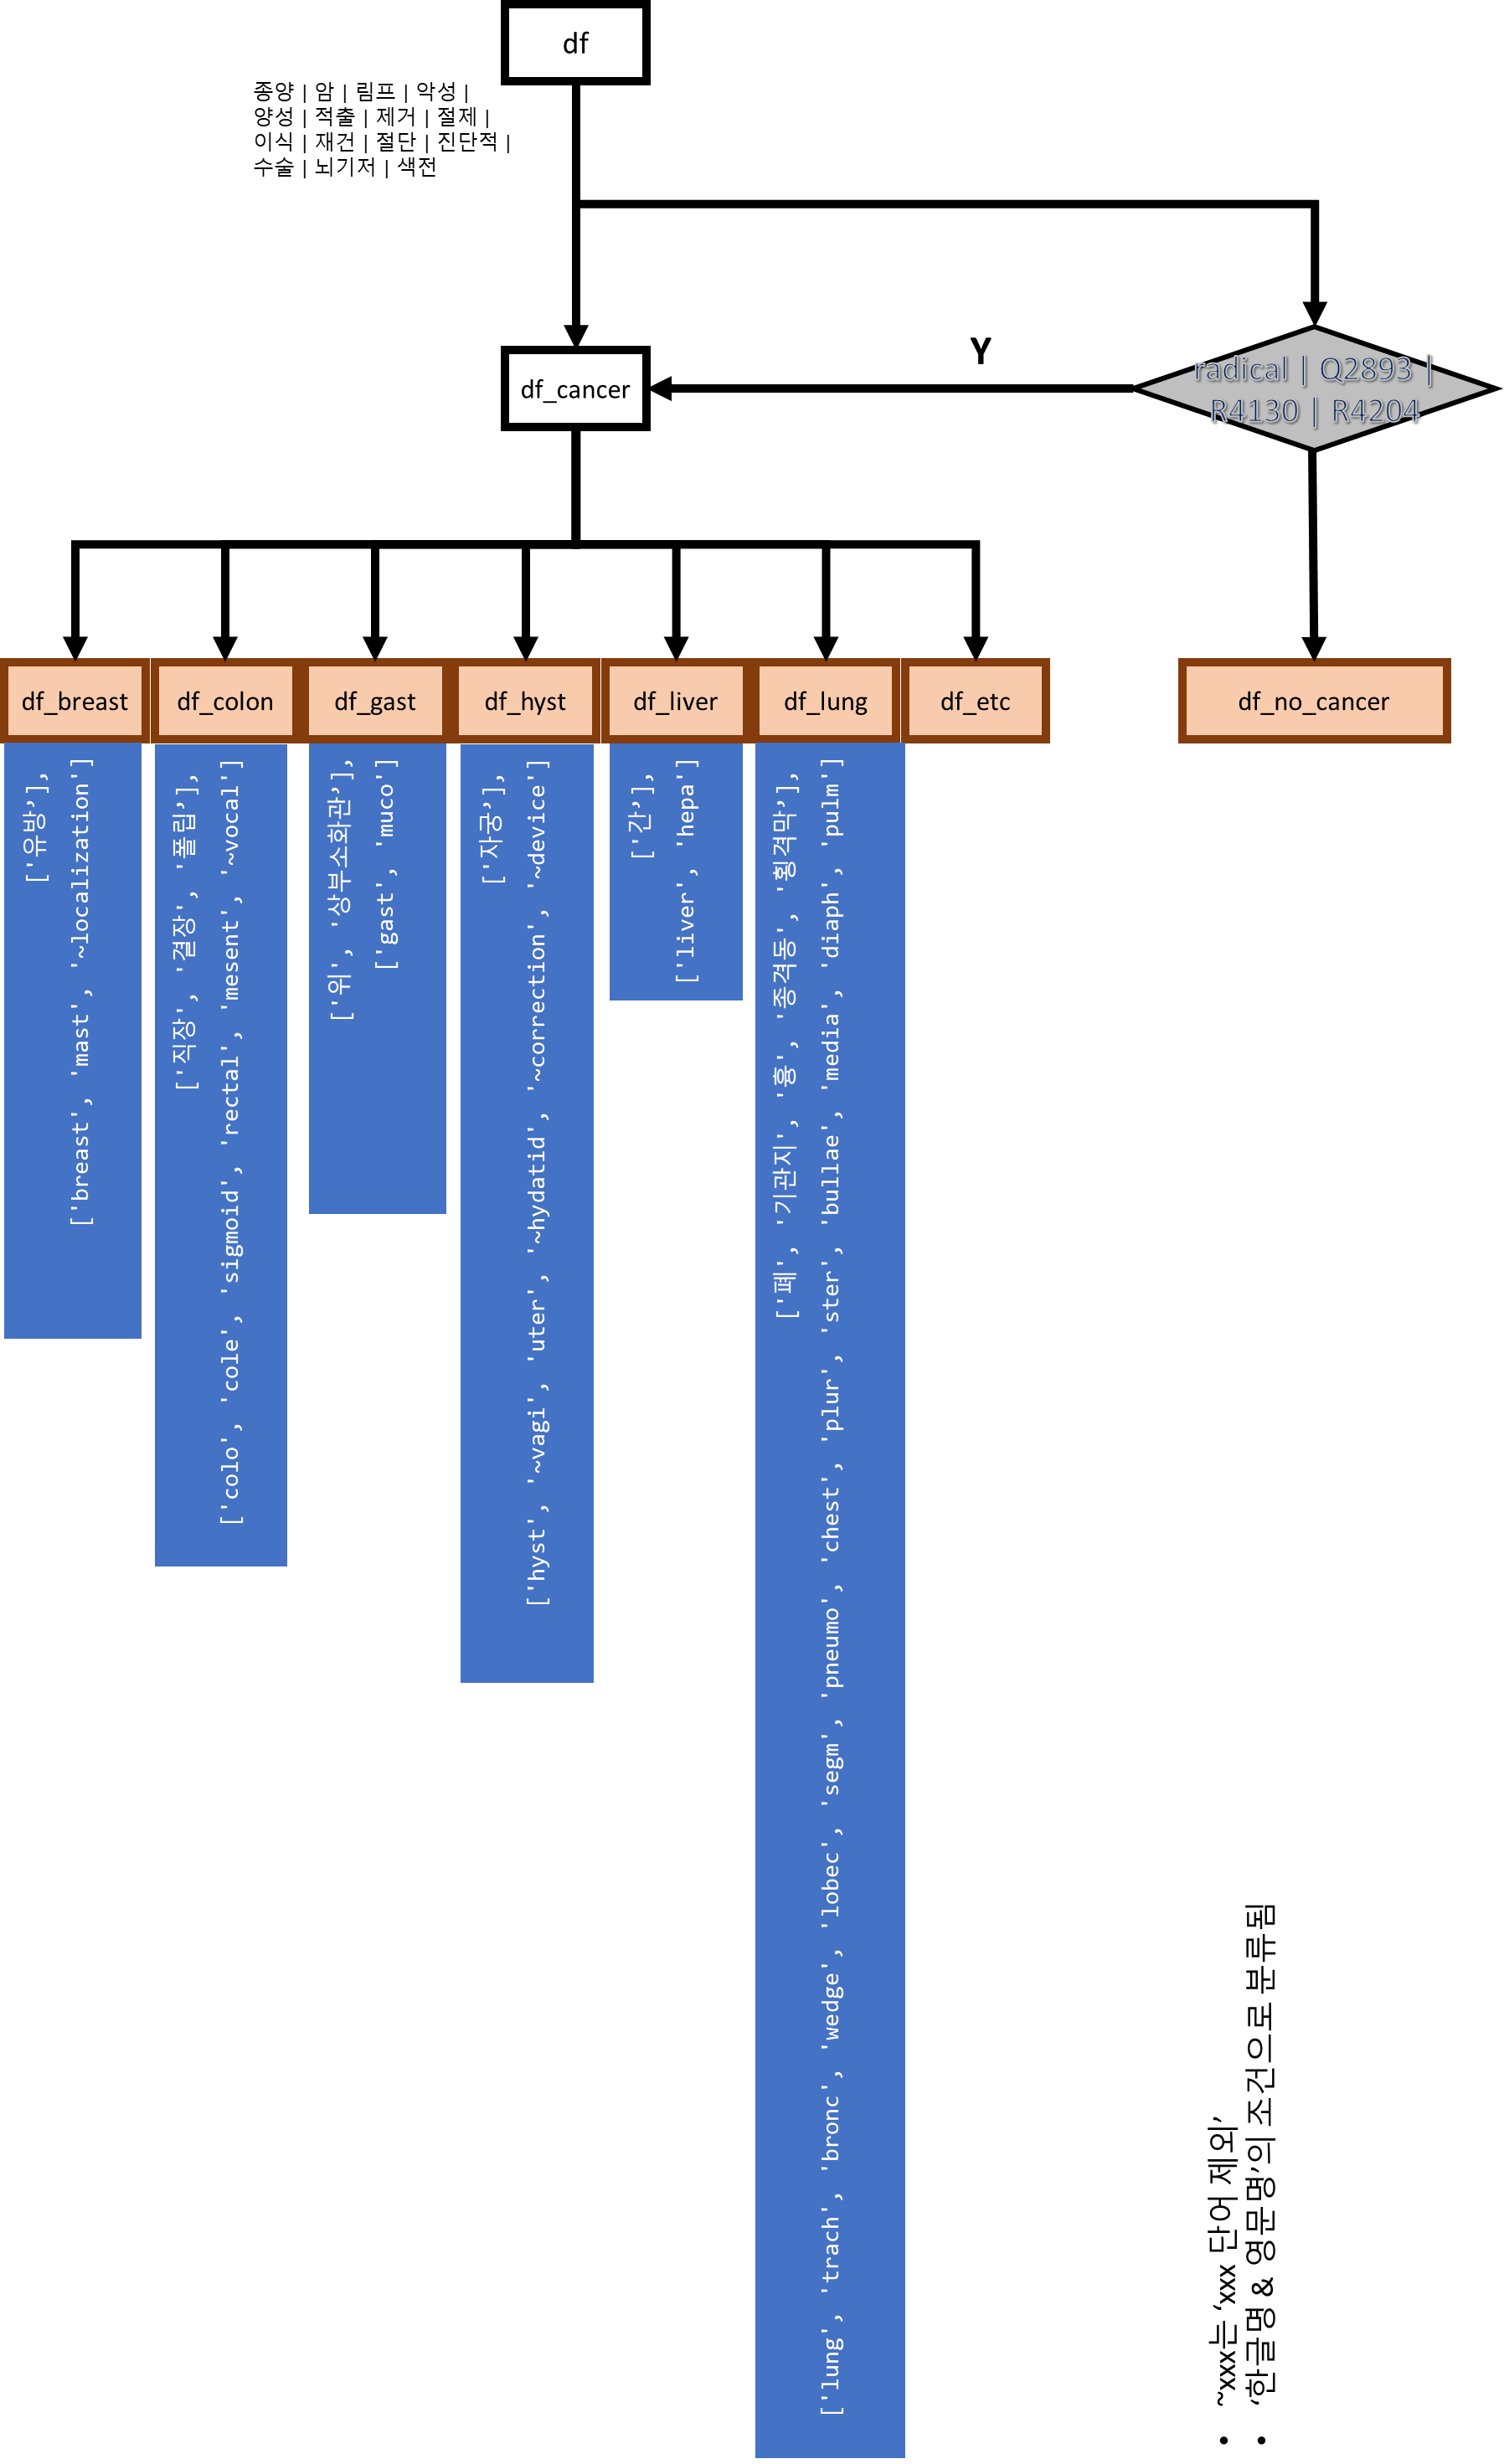 df
종양 | 암 | 림프 | 악성 |
양성 | 적출 | 제거 | 절제 |
이식 | 재건 | 절단 | 진단적 |
수술 | 뇌기저 | 색전
Y
df_cancer
radical | Q2893 |
R4130 | R4204
df_breast
df_colon
df_gast
df_hyst
df_liver
df_lung
df_etc
df_no_cancer
['유방’],
['breast', 'mast', '~localization']
['직장', '결장', '폴립’],
['colo', 'cole', 'sigmoid', 'rectal', 'mesent', '~vocal']
['위', '상부소화관’],
['gast', 'muco']
['자궁’],
['hyst', '~vagi', 'uter', '~hydatid', '~correction', '~device']
['간’],
['liver', 'hepa']
['폐', '기관지', '흉', '종격동', '횡격막’],
['lung', 'trach', 'bronc', 'wedge', 'lobec', 'segm', 'pneumo', 'chest', 'plur', 'ster', 'bullae', 'media', 'diaph', 'pulm']
• ~xxx는 ‘xxx 단어 제외’
• ‘한글명 & 영문명’의 조건으로 분류됨